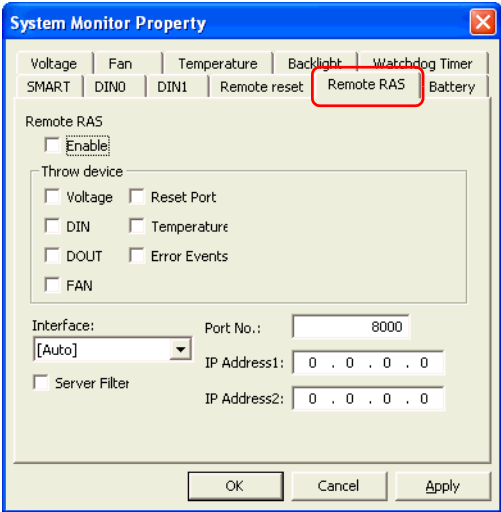 System Monitor Property
Voltage Fan Temperature Backlight Watchdog Timer
SMART DIN0 DIN1 Remote reset Remote RAS Battery
Remote RAS
Enable
Throw device
Voltage Reset Port
DIN Temperature
DOUT Error Events
FAN
Interface: Port No.: 8000
[Auto]
IP Address1: 0 . 0 . 0 . 0
Server Filter
IP Address2: 0 . 0 . 0 . 0
OK Cancel Apply